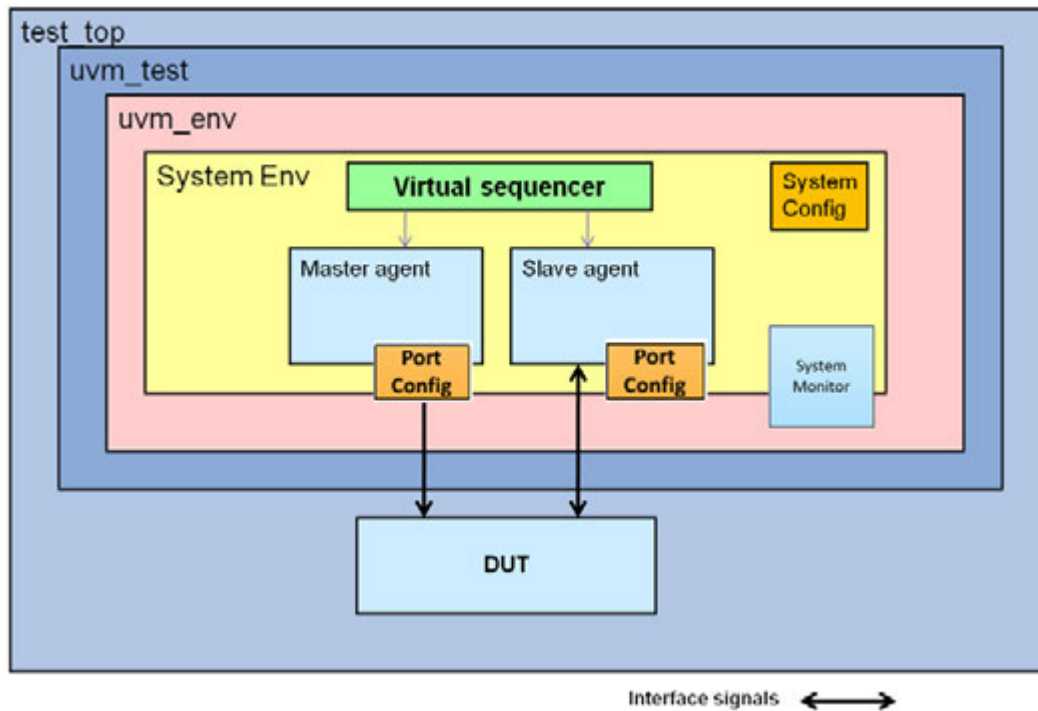 test_top
uvm_test
uvm_env
System Env
Virtual sequencer
System
Config
Master agent
Slave agent
Port
Config
Port
Config
System
Monitor
DUT
Interface signals